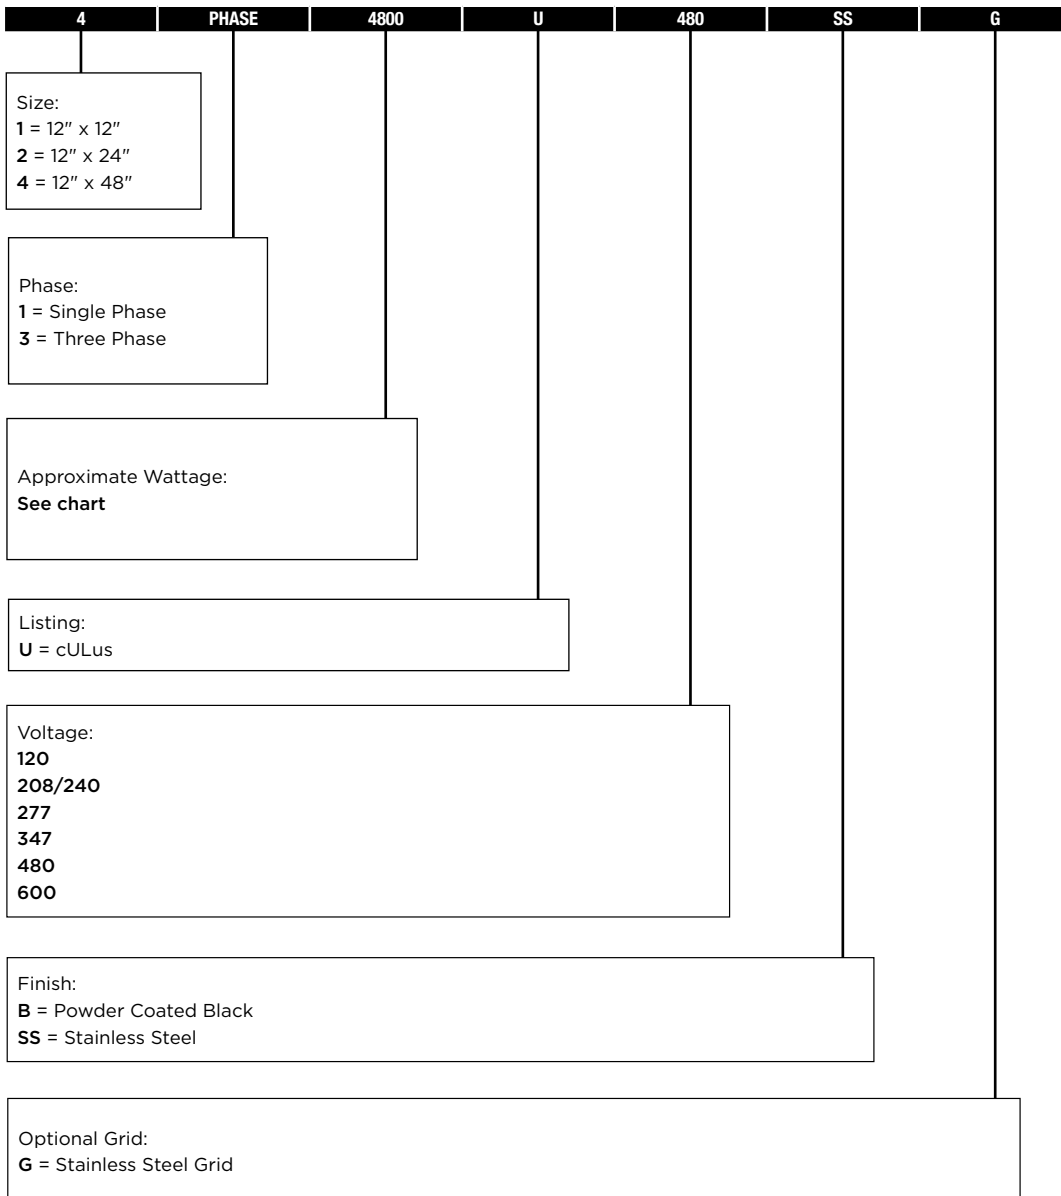 4 PHASE 4800 U 480 SS G
Size:
1 = 12" x 12"
2 = 12" x 24"
4 = 12" x 48"
Phase:
1 = Single Phase
3 = Three Phase
Approximate Wattage:
See chart
Listing:
U = cULus
Voltage:
120
208/240
277
347
480
600
Finish:
B = Powder Coated Black
SS = Stainless Steel
Optional Grid:
G = Stainless Steel Grid